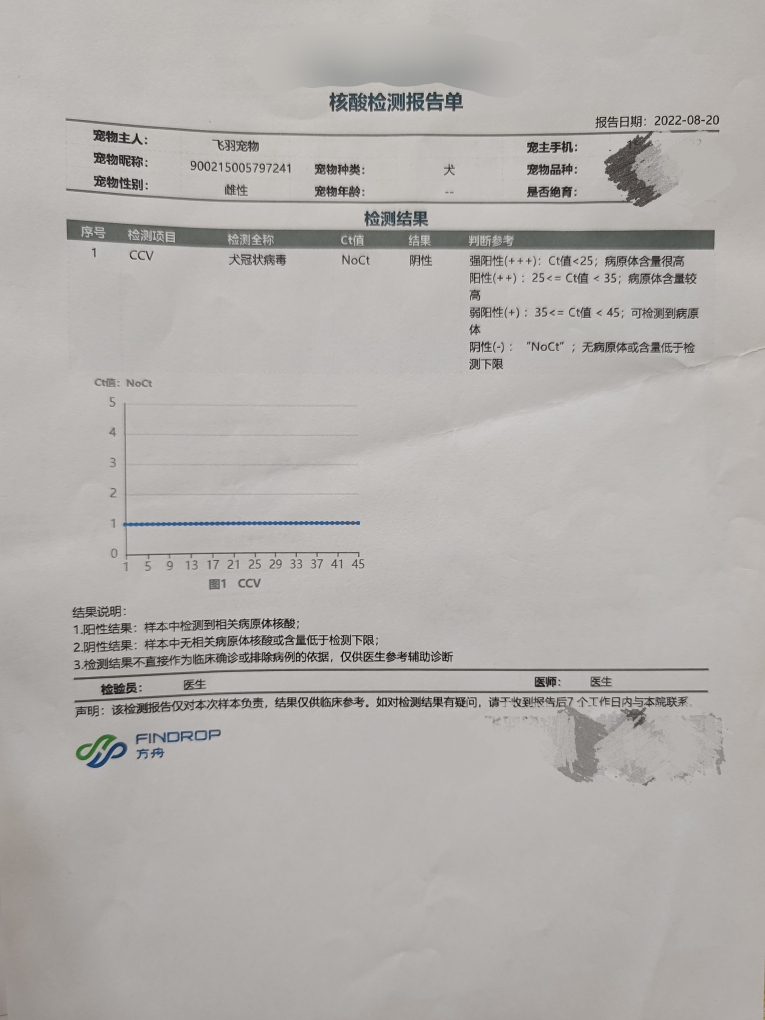 核酸检测报告单
报告日期：2022-08-20
宠物主人： 飞羽宠物 宠主手机：
宠物昵称： 900215005797241 宠物种类： 犬 宠物品种：
宠物性别： 雌性 宠物年龄： -- 是否绝育：
检测结果
序号 检测项目 检测全称 Ct值 结果 判断参考
1 CCV 犬冠状病毒 NoCt 阴性 强阳性(+++)：Ct值<25；病原体含量很高
阳性(++)：25<= Ct值 < 35；病原体含量较
高
弱阳性(+)：35<= Ct值 < 45；可检测到病原
体
阴性(-)：“NoCt”；无病原体或含量低于检
测下限
Ct值：NoCt
5
4
3
2
1
0
1 5 9 13 17 21 25 29 33 37 41 45
图1 CCV
结果说明：
1.阳性结果：样本中检测到相关病原体核酸；
2.阴性结果：样本中无相关病原体核酸或含量低于检测下限；
3.检测结果不直接作为临床确诊或排除病例的依据，仅供医生参考辅助诊断
检验员： 医生 医师： 医生
声明：该检测报告仅对本次样本负责，结果仅供临床参考。如对检测结果有疑问，请于收到报告后7个工作日内与本院联系.
FINDROP
方舟